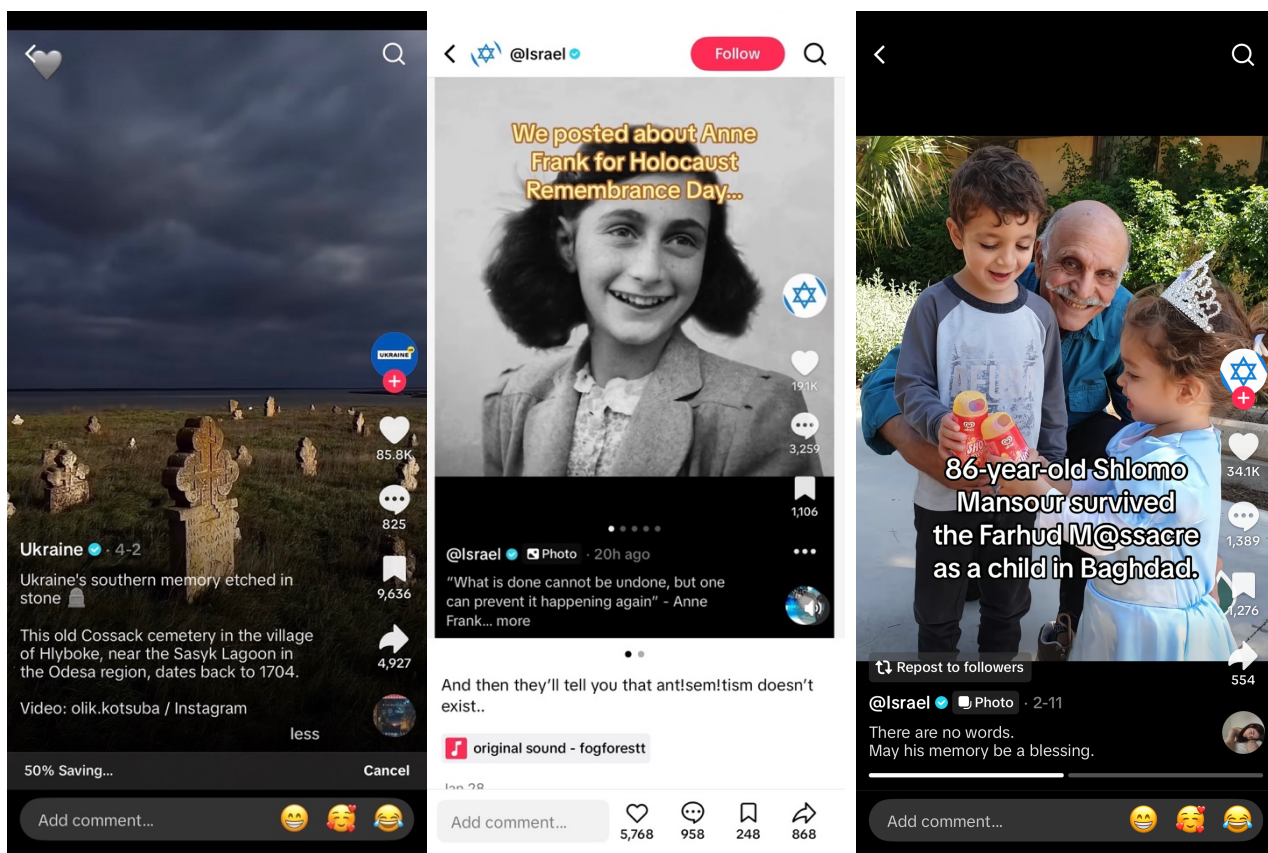 UKRAINE
85.8K
825
Ukraine · 4-2
Ukraine's southern memory etched in
stone
9,636
This old Cossack cemetery in the village
of Hlyboke, near the Sasyk Lagoon in
the Odesa region, dates back to 1704.
4,927
Video: olik.kotsuba / Instagram
less
50% Saving...
Cancel
Add comment...
@Israel
Follow
We posted about Anne
Frank for Holocaust
Remembrance Day...
19.1K
3,259
1,106
@Israel Photo · 20h ago
“What is done cannot be undone, but one
can prevent it happening again” - Anne
Frank... more
And then they’ll tell you that ant!sem!tism doesn’t
exist..
original sound - fogforestt
Jan 28
Add comment...
5,768
958
248
868
86-year-old Shlomo
Mansour survived
the Farhud M@ssacre
as a child in Baghdad.
34.1K
1,389
1,276
554
Repost to followers
@Israel Photo · 2-11
There are no words.
May his memory be a blessing.
Add comment...